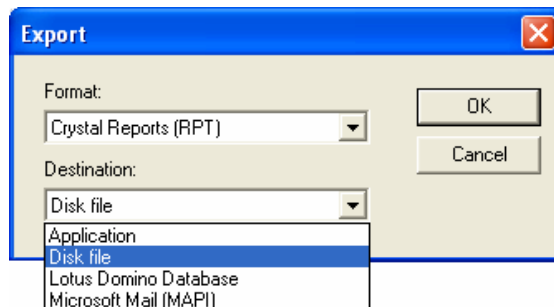 Export
Format:
Crystal Reports (RPT)
OK
Cancel
Destination:
Disk file
Application
Disk file
Lotus Domino Database
Microsoft Mail (MAPI)